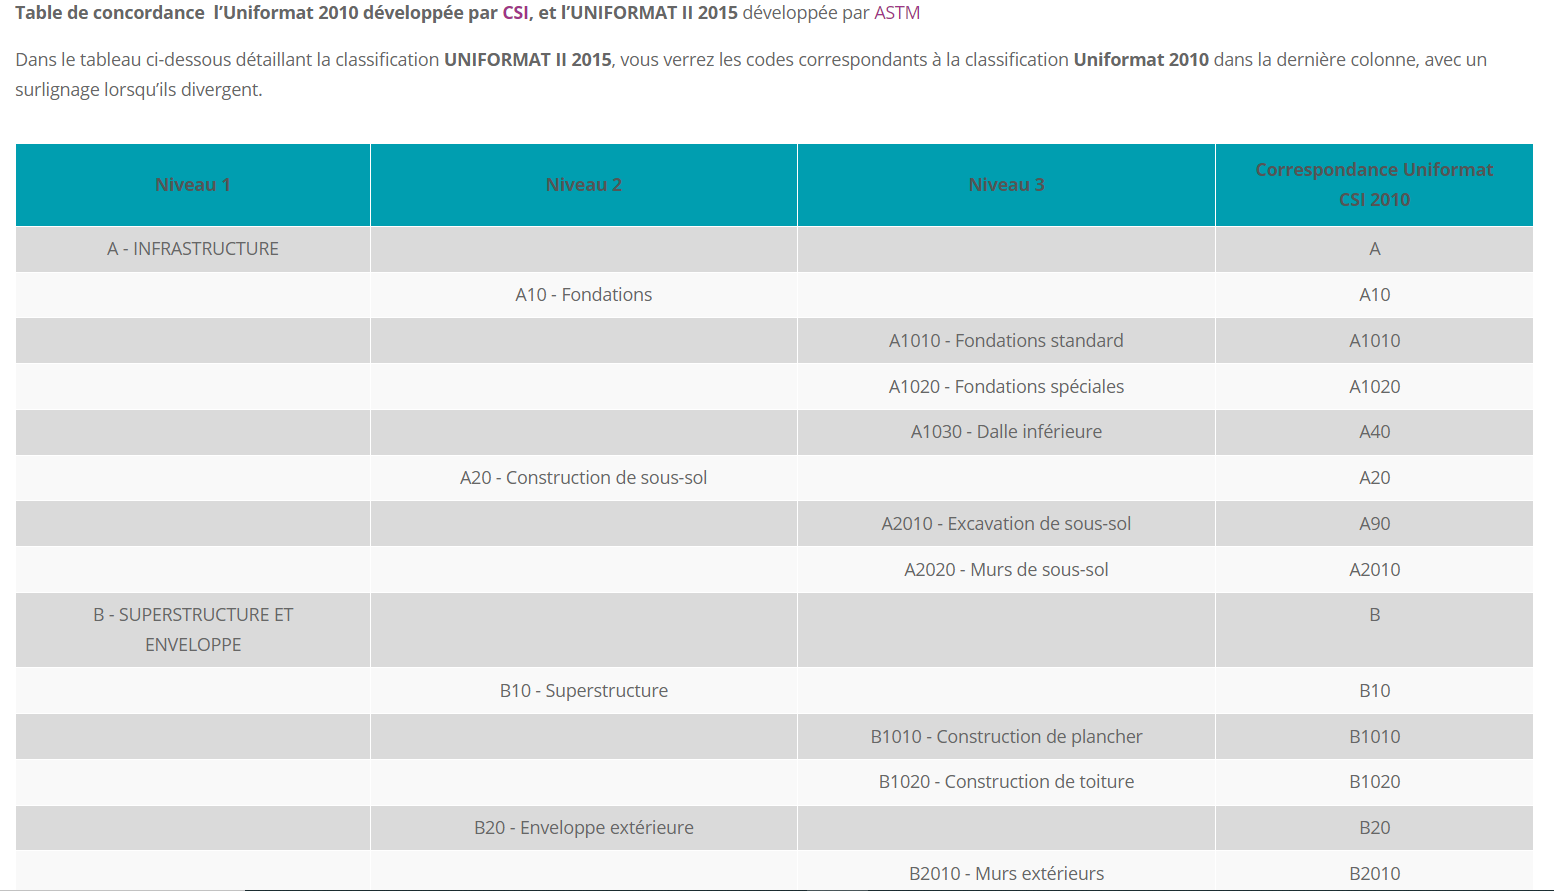 Table de concordance  l’Uniformat 2010 développée par CSI, et l’UNIFORMAT II 2015 développée par ASTM
Dans le tableau ci-dessous détaillant la classification UNIFORMAT II 2015, vous verrez les codes correspondants à la classification Uniformat 2010 dans la dernière colonne, avec un
surlignage lorsqu’ils divergent.
Niveau 1 Niveau 2 Niveau 3 Correspondance Uniformat
CSI 2010
A - INFRASTRUCTURE A
A10 - Fondations A10
A1010 - Fondations standard A1010
A1020 - Fondations spéciales A1020
A1030 - Dalle inférieure A40
A20 - Construction de sous-sol A20
A2010 - Excavation de sous-sol A90
A2020 - Murs de sous-sol A2010
B - SUPERSTRUCTURE ET B
ENVELOPPE
B10 - Superstructure B10
B1010 - Construction de plancher B1010
B1020 - Construction de toiture B1020
B20 - Enveloppe extérieure B20
B2010 - Murs extérieurs B2010